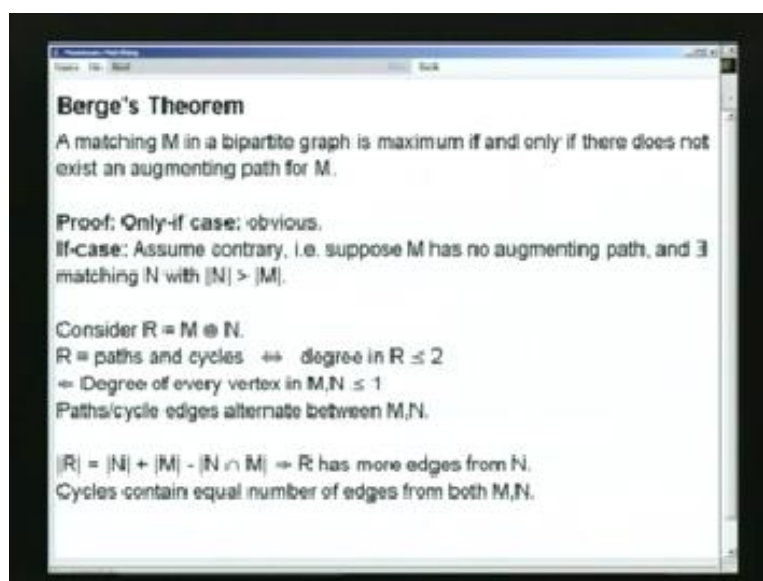 Berge's Theorem
A matching M in a bipartite graph is maximum if and only if there does not
exist an augmenting path for M.
Proof: Only-if case: obvious.
If-case: Assume contrary, i.e. suppose M has no augmenting path, and ∃
matching N with |N| > |M|.
Consider R = M ⊕ N.
R = paths and cycles ⇔ degree in R ≤ 2
⇐ Degree of every vertex in M,N ≤ 1
Paths/cycle edges alternate between M,N.
|R| = |N| + |M| - |N ∩ M| ⇒ R has more edges from N.
Cycles contain equal number of edges from both M,N.